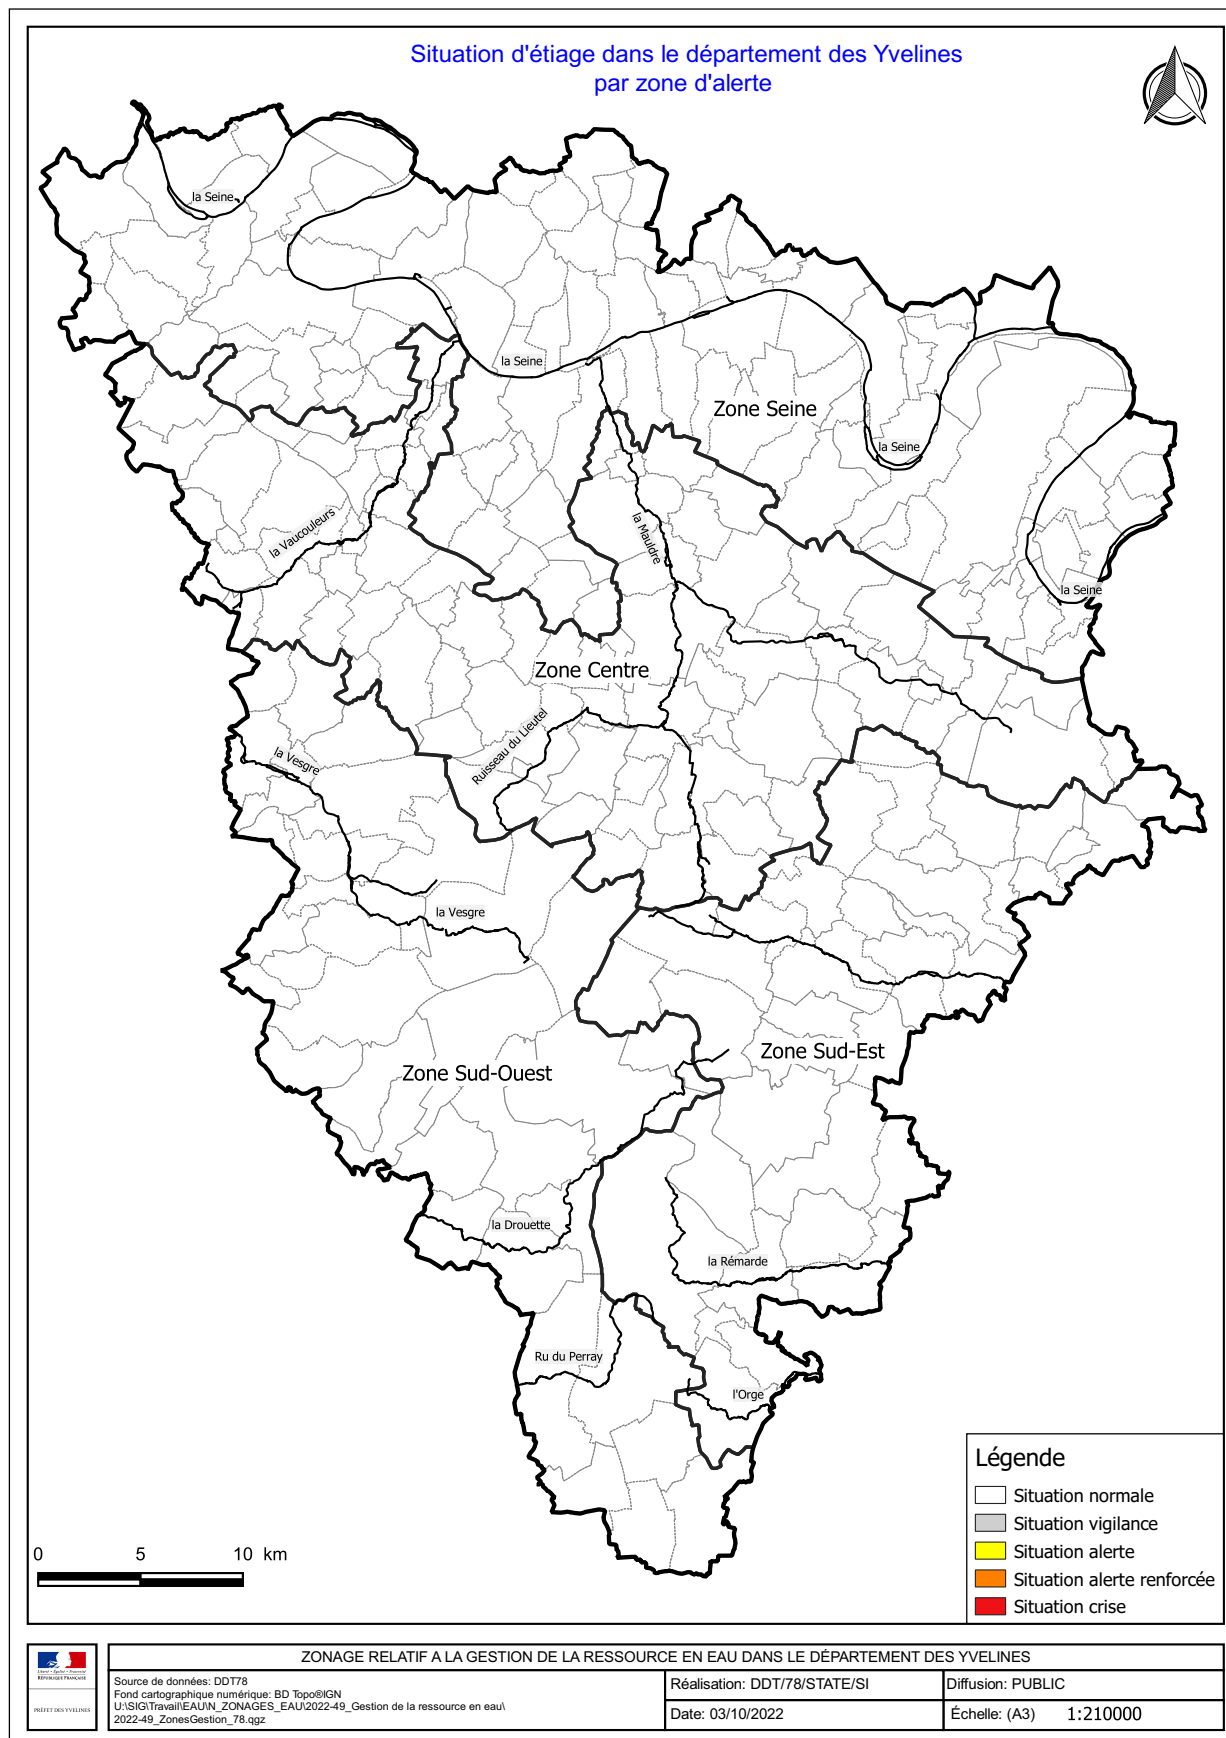 Situation d'étiage dans le département des Yvelines
par zone d'alerte
la Seine
la Seine
Zone Seine
la Seine
la Vaucouleurs
la Mauldre
la Seine
Zone Centre
Ruisseau du Lieutel
la Vesgre
la Vesgre
Zone Sud-Est
Zone Sud-Ouest
la Drouette
la Rémarde
Ru du Perray
l'Orge
Légende
Situation normale
Situation vigilance
Situation alerte
Situation alerte renforcée
Situation crise
0 5 10 km
ZONAGE RELATIF A LA GESTION DE LA RESSOURCE EN EAU DANS LE DÉPARTEMENT DES YVELINES
Liberté • Égalité • Fraternité
RÉPUBLIQUE FRANÇAISE
PRÉFET DES YVELINES
Source de données: DDT78
Fond cartographique numérique: BD Topo®IGN
U:\SIG\Travail\EAU\N_ZONAGES_EAU\2022-49_Gestion de la ressource en eau\
2022-49_ZonesGestion_78.qgz
Réalisation: DDT/78/STATE/SI
Diffusion: PUBLIC
Date: 03/10/2022
Échelle: (A3) 1:210000